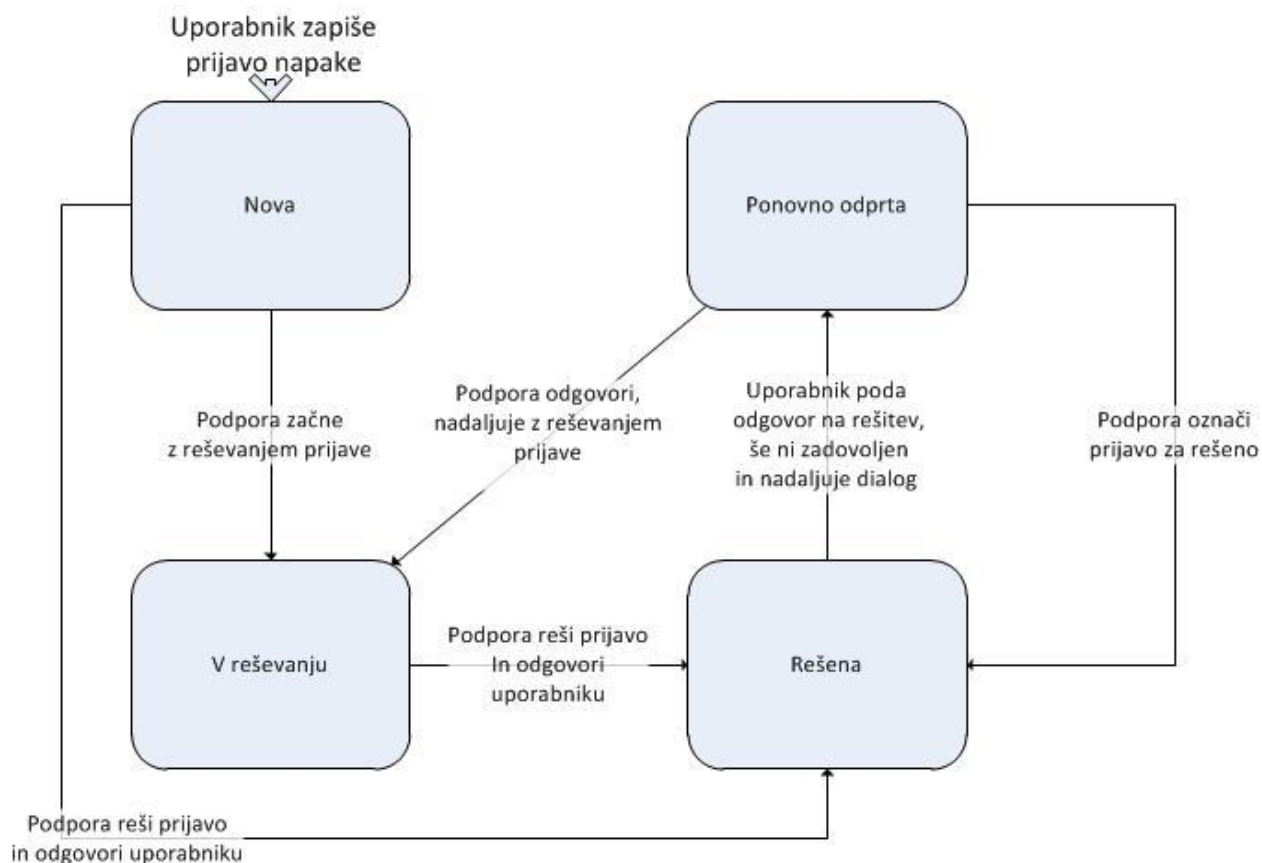 Uporabnik zapiše
prijavo napake
Nova
Ponovno odprta
Podpora začne
z reševanjem prijave
Podpora odgovori,
nadaljuje z reševanjem
prijave
Uporabnik poda
odgovor na rešitev,
še ni zadovoljen
in nadaljuje dialog
Podpora označi
prijavo za rešeno
V reševanju
Podpora reši prijavo
In odgovori
uporabniku
Rešena
Podpora reši prijavo
in odgovori uporabniku